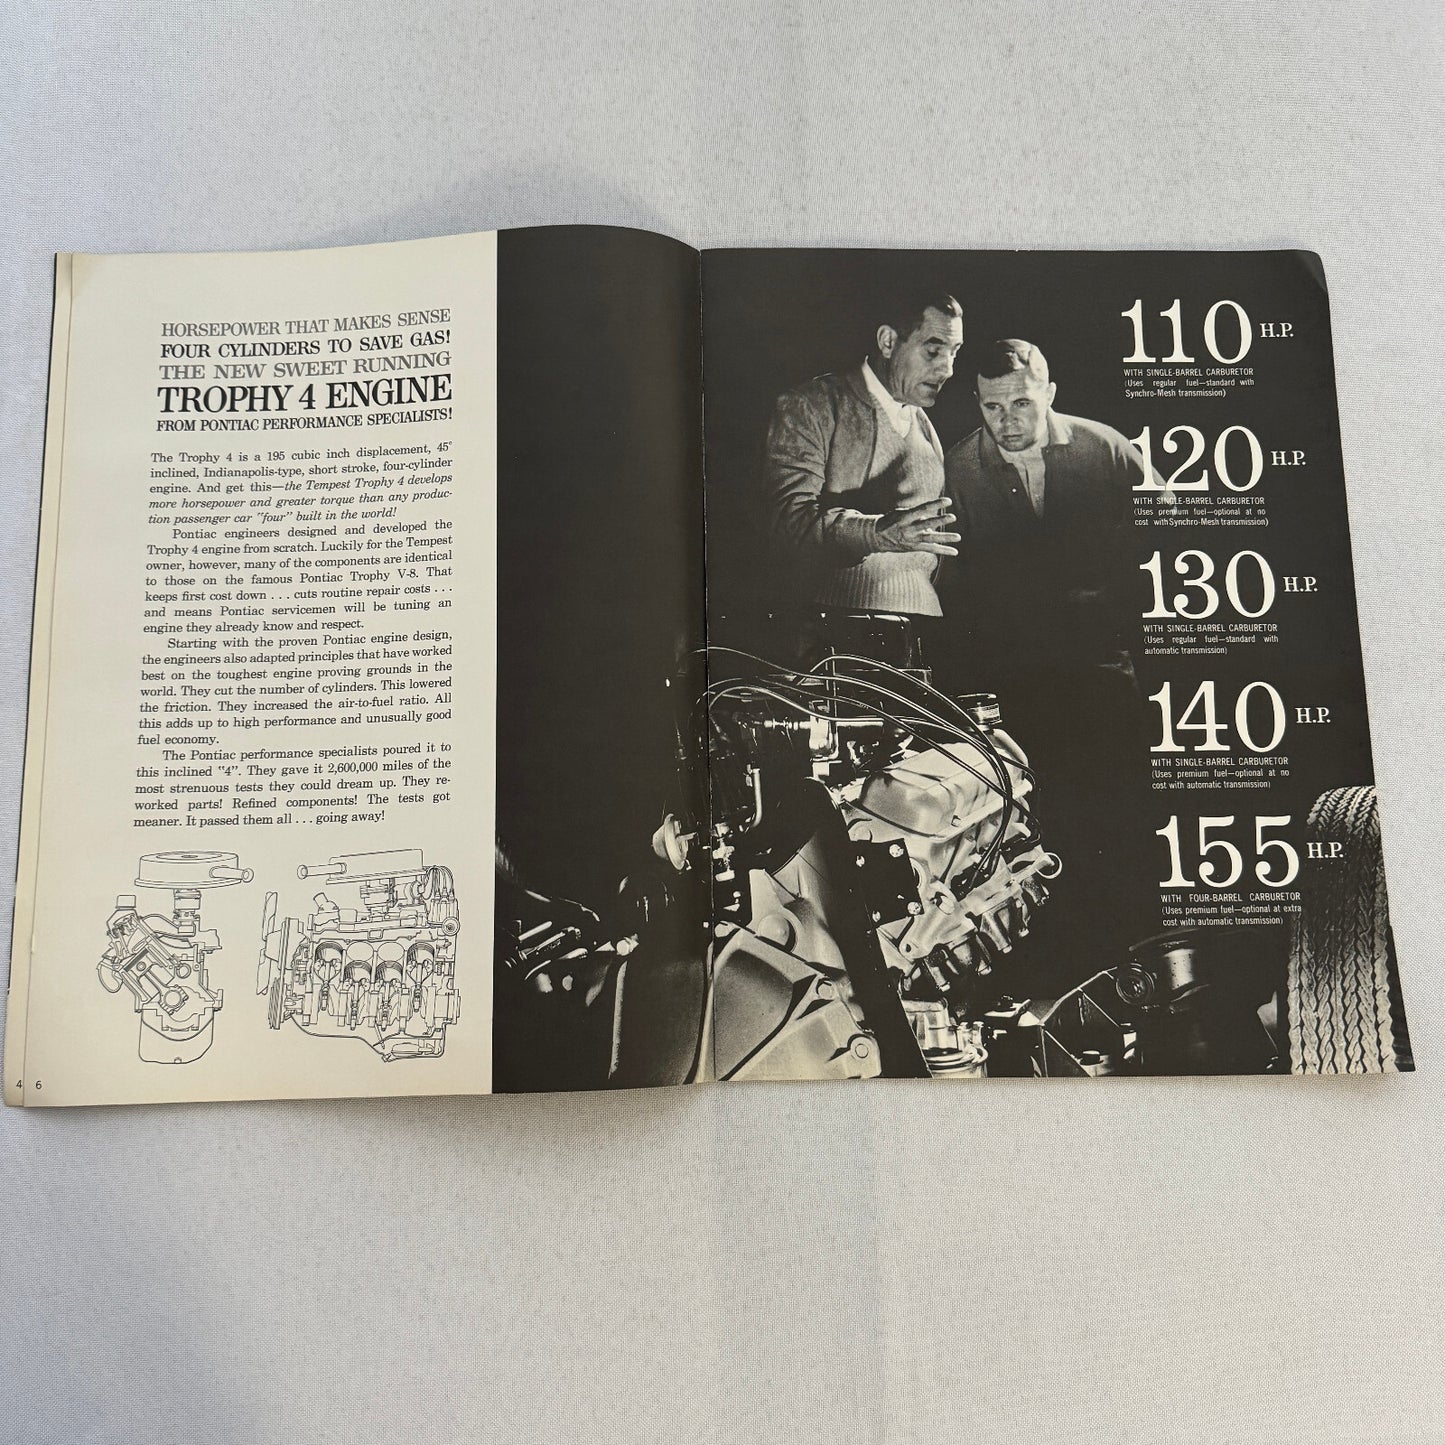 HORSEPOWER THAT MAKES SENSE
FOUR CYLINDERS TO SAVE GAS!
THE NEW SWEET RUNNING
TROPHY 4 ENGINE
FROM PONTIAC PERFORMANCE SPECIALISTS!
The Trophy 4 is a 195 cubic inch displacement, 45°
inclined, Indianapolis-type, short stroke, four-cylinder
engine. And get this—the Tempest Trophy 4 develops
more horsepower and greater torque than any produc-
tion passenger car "four" built in the world!
Pontiac engineers designed and developed the
Trophy 4 engine from scratch. Luckily for the Tempest
owner, however, many of the components are identical
to those on the famous Pontiac Trophy V-8. That
keeps first cost down . . . cuts routine repair costs . . .
and means Pontiac servicemen will be tuning an
engine they already know and respect.
Starting with the proven Pontiac engine design,
the engineers also adapted principles that have worked
best on the toughest engine proving grounds in the
world. They cut the number of cylinders. This lowered
the friction. They increased the air-to-fuel ratio. All
this adds up to high performance and unusually good
fuel economy.
The Pontiac performance specialists poured it to
this inclined "4". They gave it 2,600,000 miles of the
most strenuous tests they could dream up. They re-
worked parts! Refined components! The tests got
meaner. It passed them all . . . going away!
4 6
110 H.P.
WITH SINGLE-BARREL CARBURETOR
(Uses regular fuel—standard with
Synchro-Mesh transmission)
120 H.P.
WITH SINGLE-BARREL CARBURETOR
(Uses premium fuel—optional at no
cost with Synchro-Mesh transmission)
130 H.P.
WITH SINGLE-BARREL CARBURETOR
(Uses regular fuel—standard with
automatic transmission)
140 H.P.
WITH SINGLE-BARREL CARBURETOR
(Uses premium fuel—optional at no
cost with automatic transmission)
155 H.P.
WITH FOUR-BARREL CARBURETOR
(Uses premium fuel—optional at extra
cost with automatic transmission)